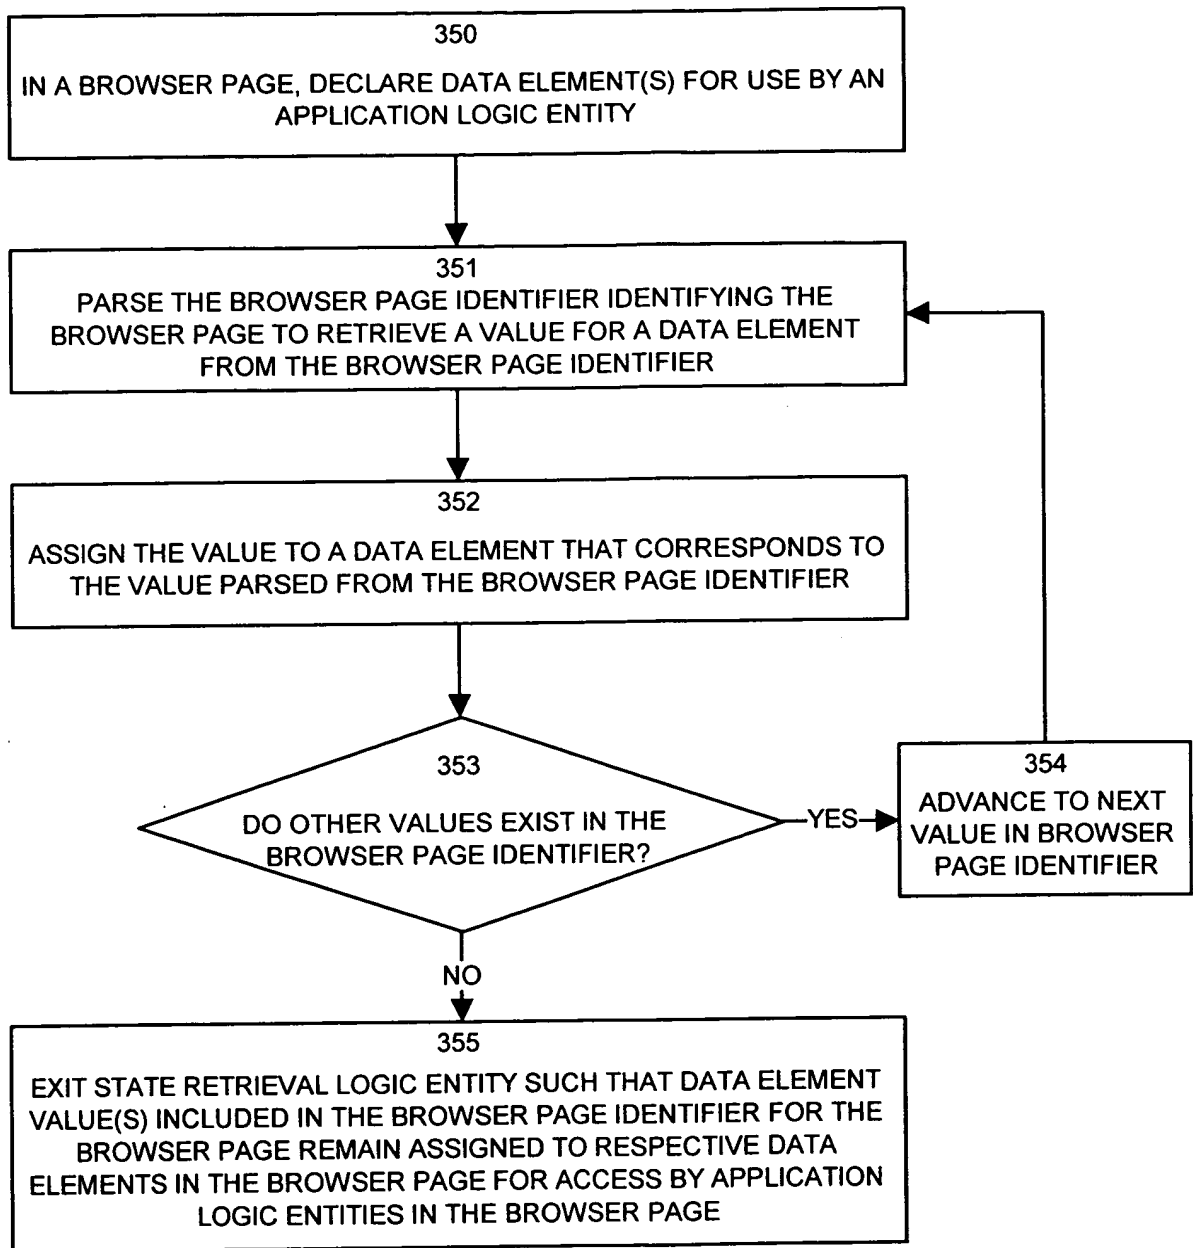 350
IN A BROWSER PAGE, DECLARE DATA ELEMENT(S) FOR USE BY AN
APPLICATION LOGIC ENTITY
351
PARSE THE BROWSER PAGE IDENTIFIER IDENTIFYING THE
BROWSER PAGE TO RETRIEVE A VALUE FOR A DATA ELEMENT
FROM THE BROWSER PAGE IDENTIFIER
352
ASSIGN THE VALUE TO A DATA ELEMENT THAT CORRESPONDS TO
THE VALUE PARSED FROM THE BROWSER PAGE IDENTIFIER
353
DO OTHER VALUES EXIST IN THE
BROWSER PAGE IDENTIFIER?
YES
354
ADVANCE TO NEXT
VALUE IN BROWSER
PAGE IDENTIFIER
NO
355
EXIT STATE RETRIEVAL LOGIC ENTITY SUCH THAT DATA ELEMENT
VALUE(S) INCLUDED IN THE BROWSER PAGE IDENTIFIER FOR THE
BROWSER PAGE REMAIN ASSIGNED TO RESPECTIVE DATA
ELEMENTS IN THE BROWSER PAGE FOR ACCESS BY APPLICATION
LOGIC ENTITIES IN THE BROWSER PAGE